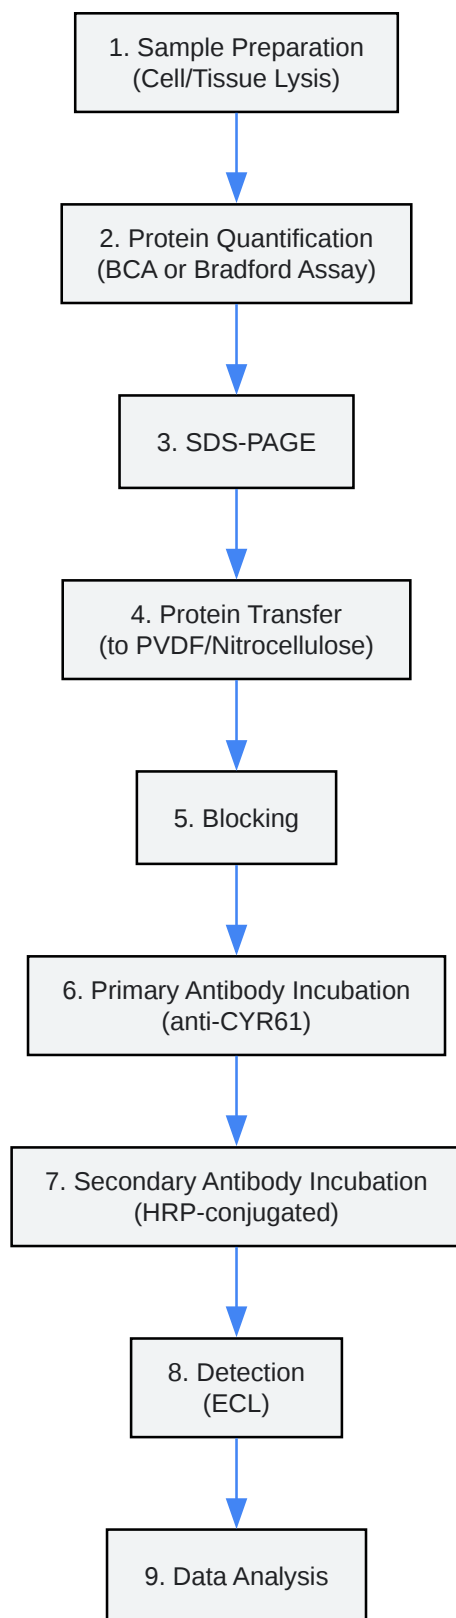 1. Sample Preparation
(Cell/Tissue Lysis)
2. Protein Quantification
(BCA or Bradford Assay)
3. SDS-PAGE
4. Protein Transfer
(to PVDF/Nitrocellulose)
5. Blocking
6. Primary Antibody Incubation
(anti-CYR61)
7. Secondary Antibody Incubation
(HRP-conjugated)
8. Detection
(ECL)
9. Data Analysis